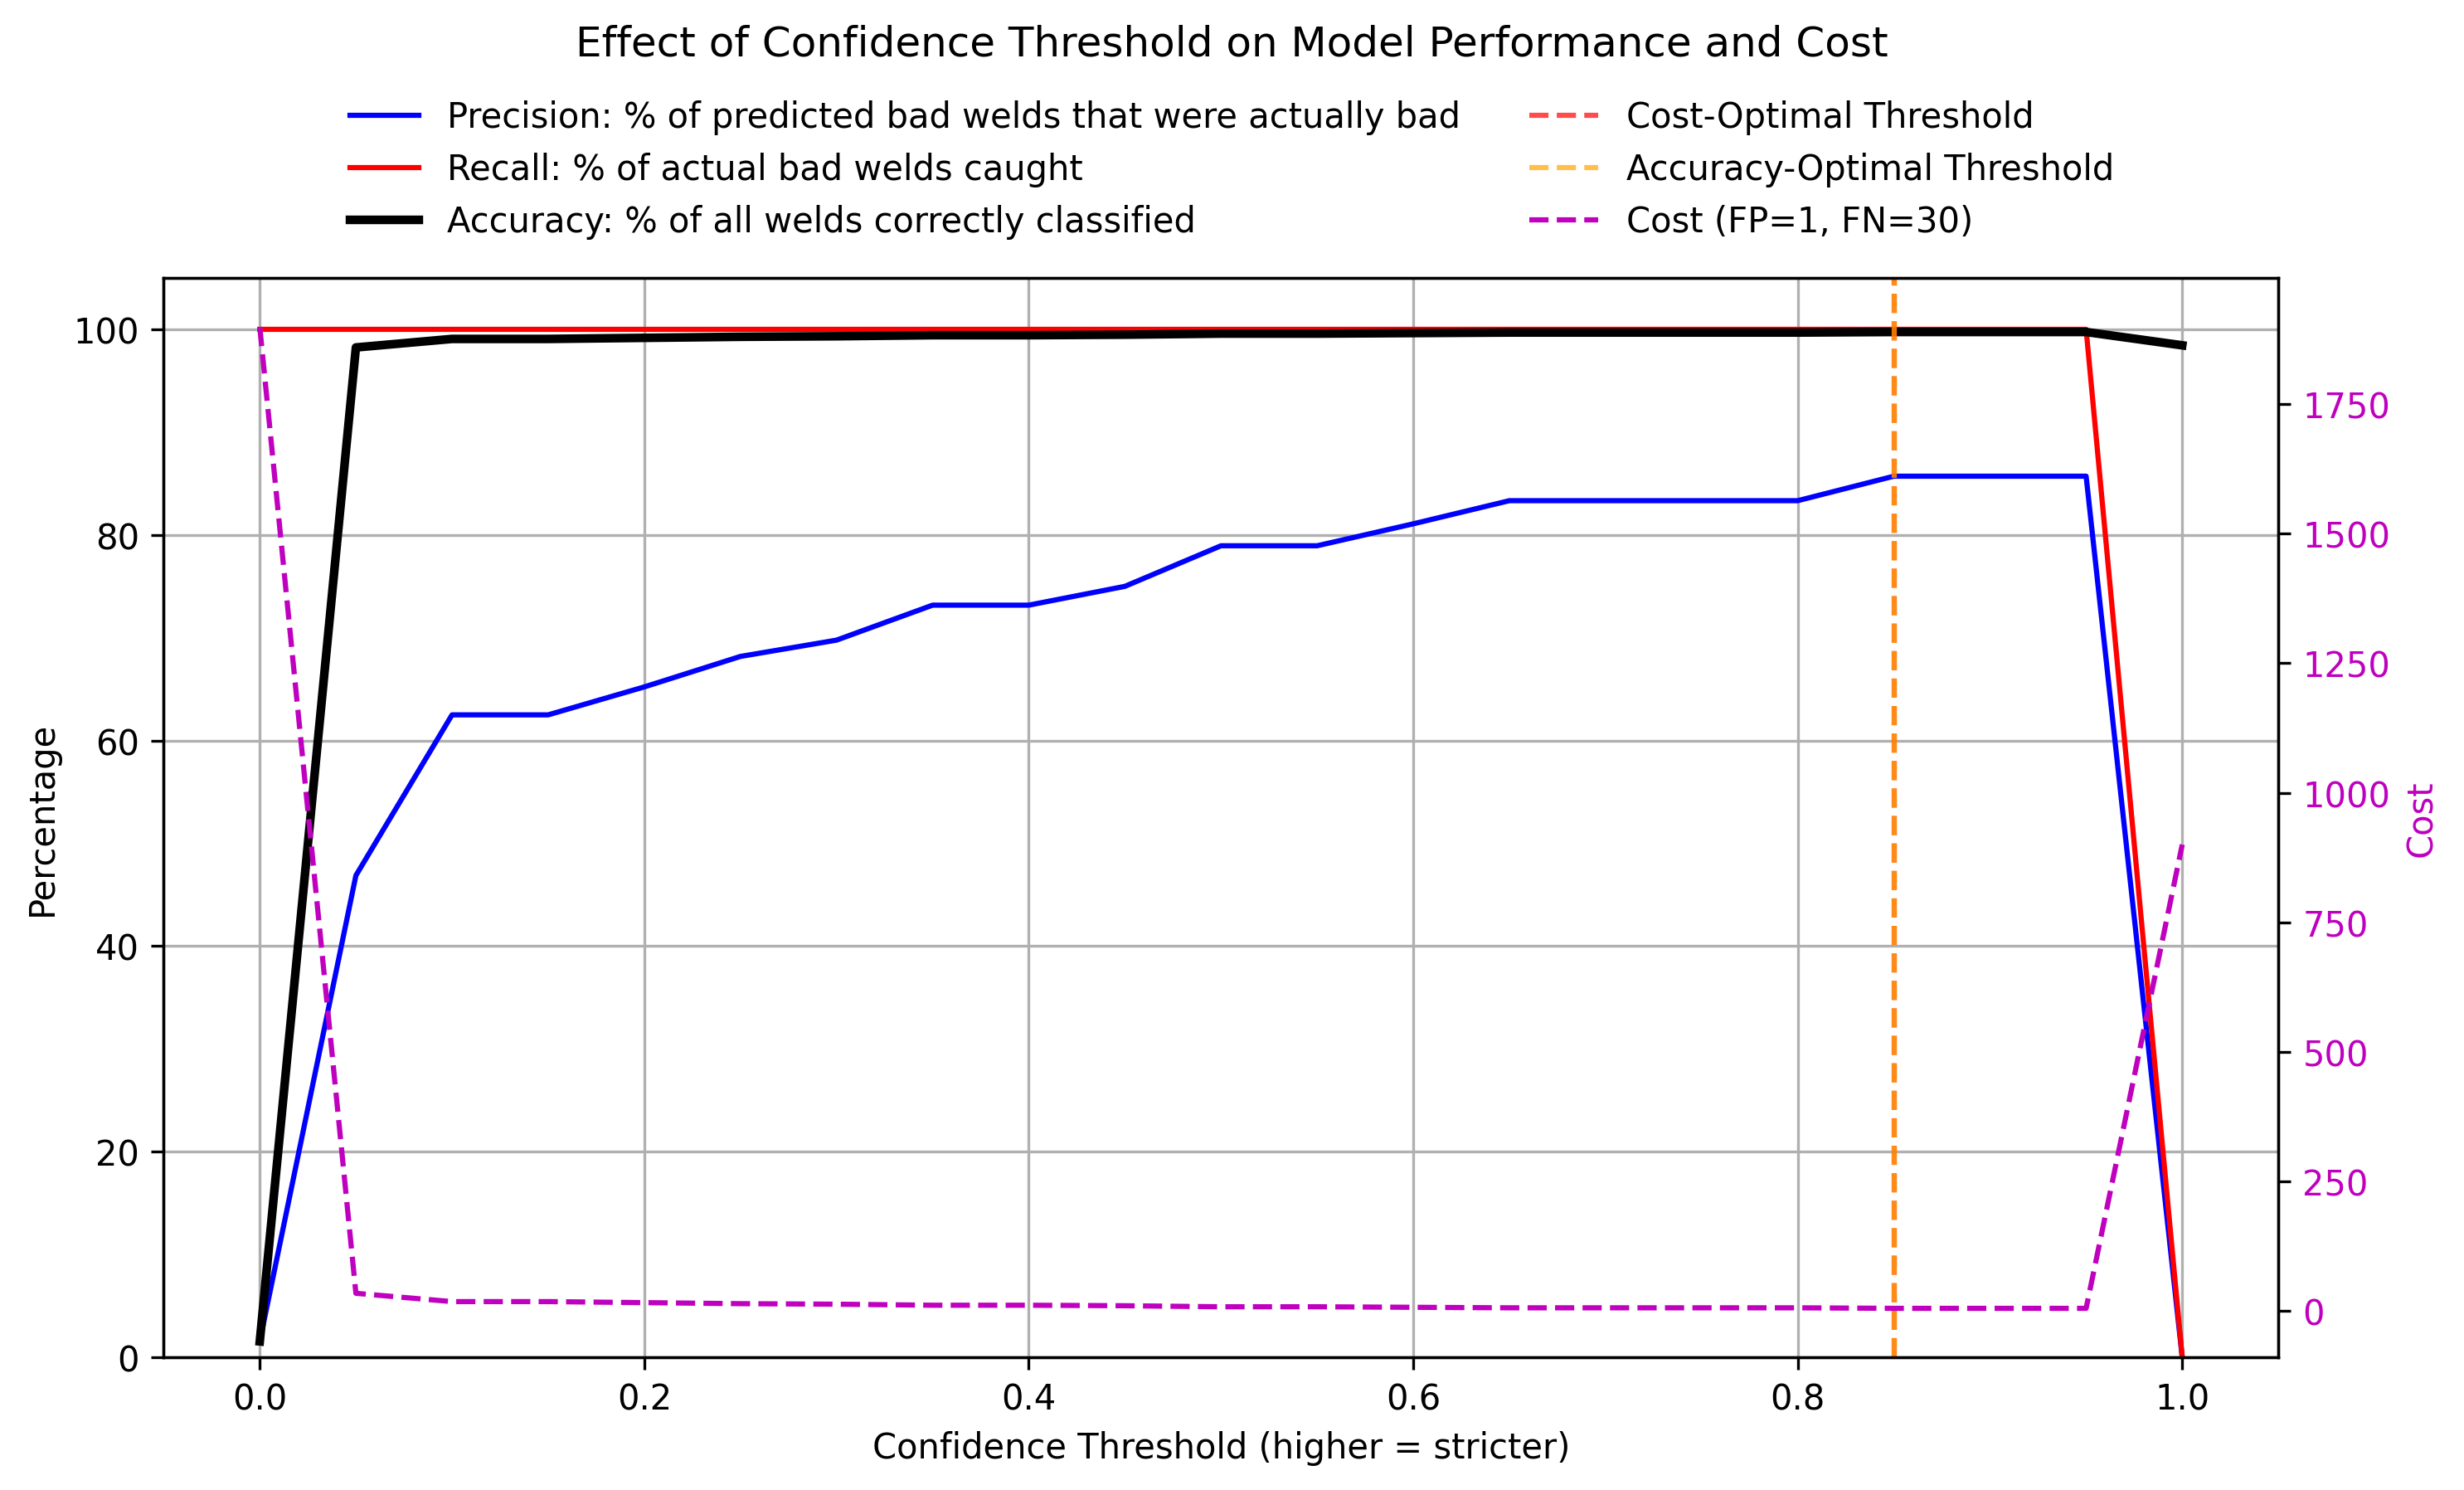 Effect of Confidence Threshold on Model Performance and Cost
Precision: % of predicted bad welds that were actually bad
Recall: % of actual bad welds caught
Accuracy: % of all welds correctly classified
Cost-Optimal Threshold
Accuracy-Optimal Threshold
Cost (FP=1, FN=30)
Percentage
100
80
60
40
20
0
1750
1500
1250
1000
750
500
250
0
Cost
0.0
0.2
0.4
0.6
0.8
1.0
Confidence Threshold (higher = stricter)